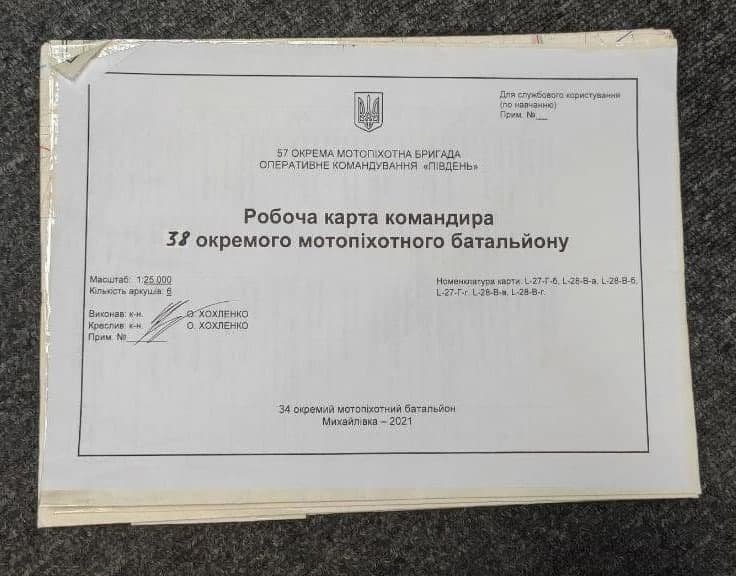 Для службового користування
(по навчанню)
Прим. №__
57 ОКРЕМА МОТОПІХОТНА БРИГАДА
ОПЕРАТИВНЕ КОМАНДУВАННЯ «ПІВДЕНЬ»
Робоча карта командира
38 окремого мотопіхотного батальйону
Масштаб: 1:25 000
Кількість аркушів: 6
Номенклатура карти: L-27-Г-б, L-28-В-а, L-28-В-б,
L-27-Г-г, L-28-В-в, L-28-В-г.
Виконав: к-н. О. ХОХЛЕНКО
Креслив: к-н. О. ХОХЛЕНКО
Прим. №
34 окремий мотопіхотний батальйон
Михайлівка – 2021